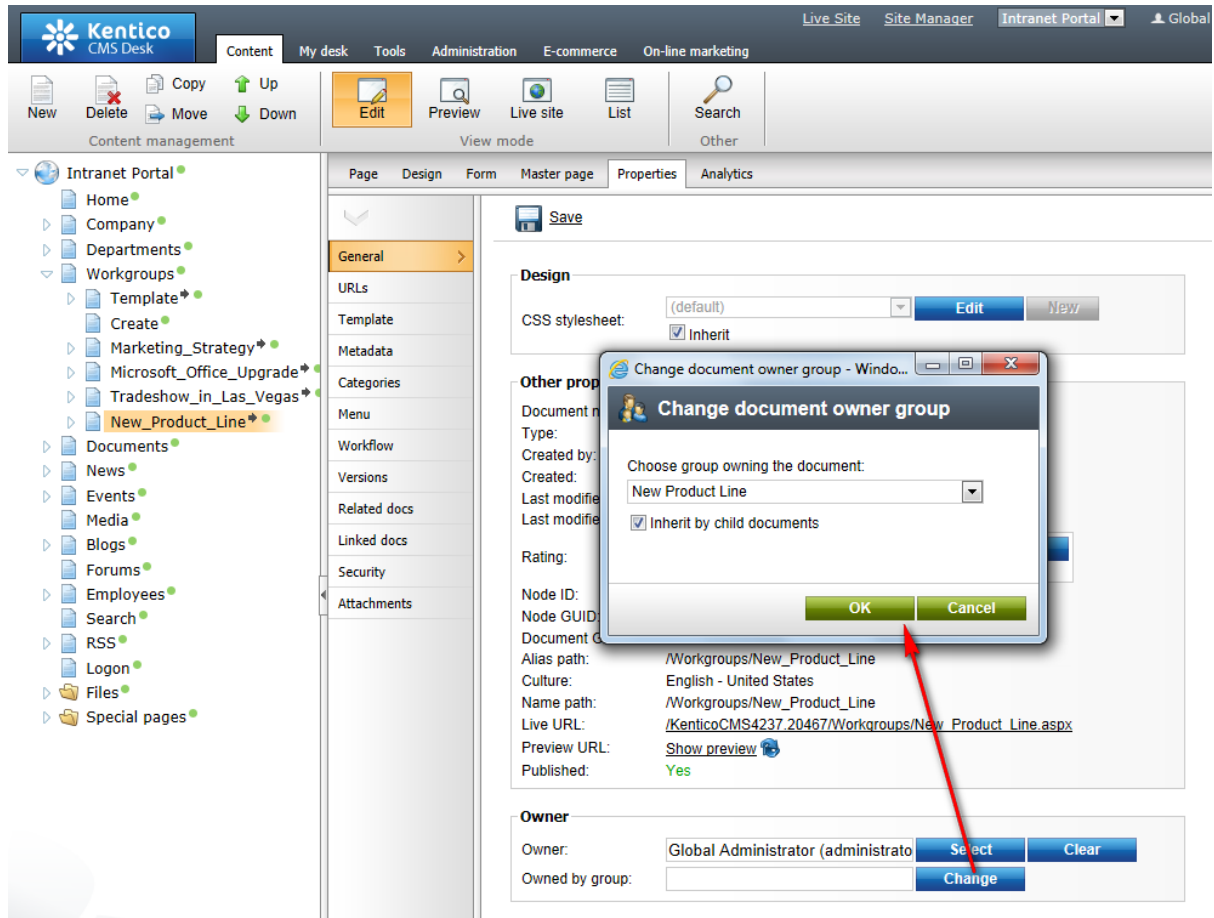 Live Site Site Manager Intranet Portal Global
Kentico
CMS Desk
Content My desk Tools Administration E-commerce On-line marketing
New Delete Copy Move Up Down
Content management
Edit Preview Live site List
View mode
Search
Other
Intranet Portal
Home
Company
Departments
Workgroups
Template
Create
Marketing_Strategy
Microsoft_Office_Upgrade
Tradeshow_in_Las_Vegas
New_Product_Line
Documents
News
Events
Media
Blogs
Forums
Employees
Search
RSS
Logon
Files
Special pages
Page Design Form Master page Properties Analytics
General
URLs
Template
Metadata
Categories
Menu
Workflow
Versions
Related docs
Linked docs
Security
Attachments
Save
Design
CSS stylesheet: (default) Edit New
Inherit
Other prop
Document n
Type:
Created by:
Created:
Last modifie
Last modifie
Rating:
Node ID:
Node GUID:
Document G
Alias path: /Workgroups/New_Product_Line
Culture: English - United States
Name path: /Workgroups/New_Product_Line
Live URL: /KenticoCMS4237.20467/Workgroups/New_Product_Line.aspx
Preview URL: Show preview
Published: Yes
Change document owner group - Windo...
Change document owner group
Choose group owning the document:
New Product Line
Inherit by child documents
OK Cancel
Owner
Owner: Global Administrator (administrato Select Clear
Owned by group: Change